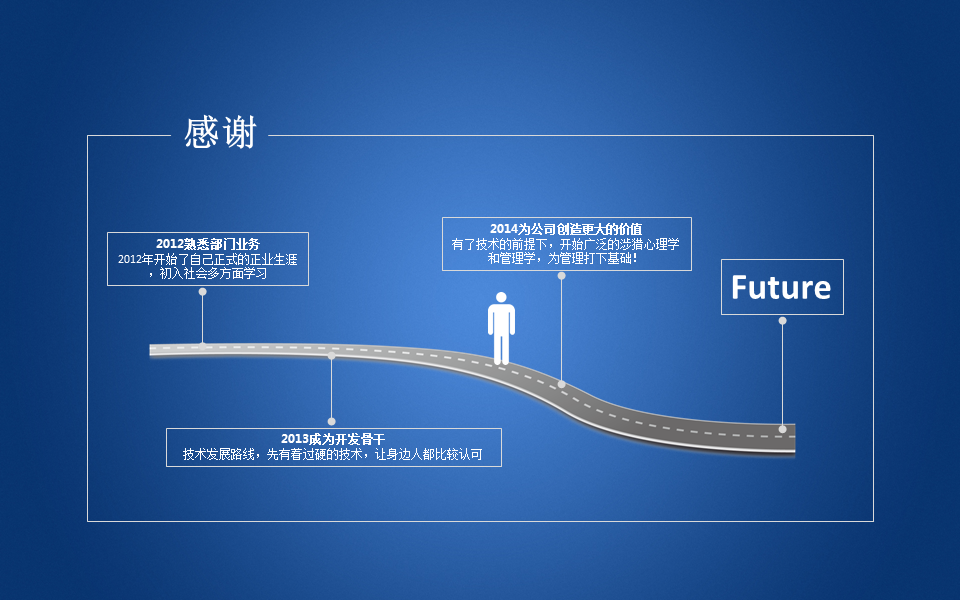 感谢
2012熟悉部门业务
2012年开始了自己正式的正业生涯
，初入社会多方面学习
2014为公司创造更大的价值
有了技术的前提下，开始广泛的涉猎心理学
和管理学，为管理打下基础！
Future
2013成为开发骨干
技术发展路线，先有着过硬的技术，让身边人都比较认可